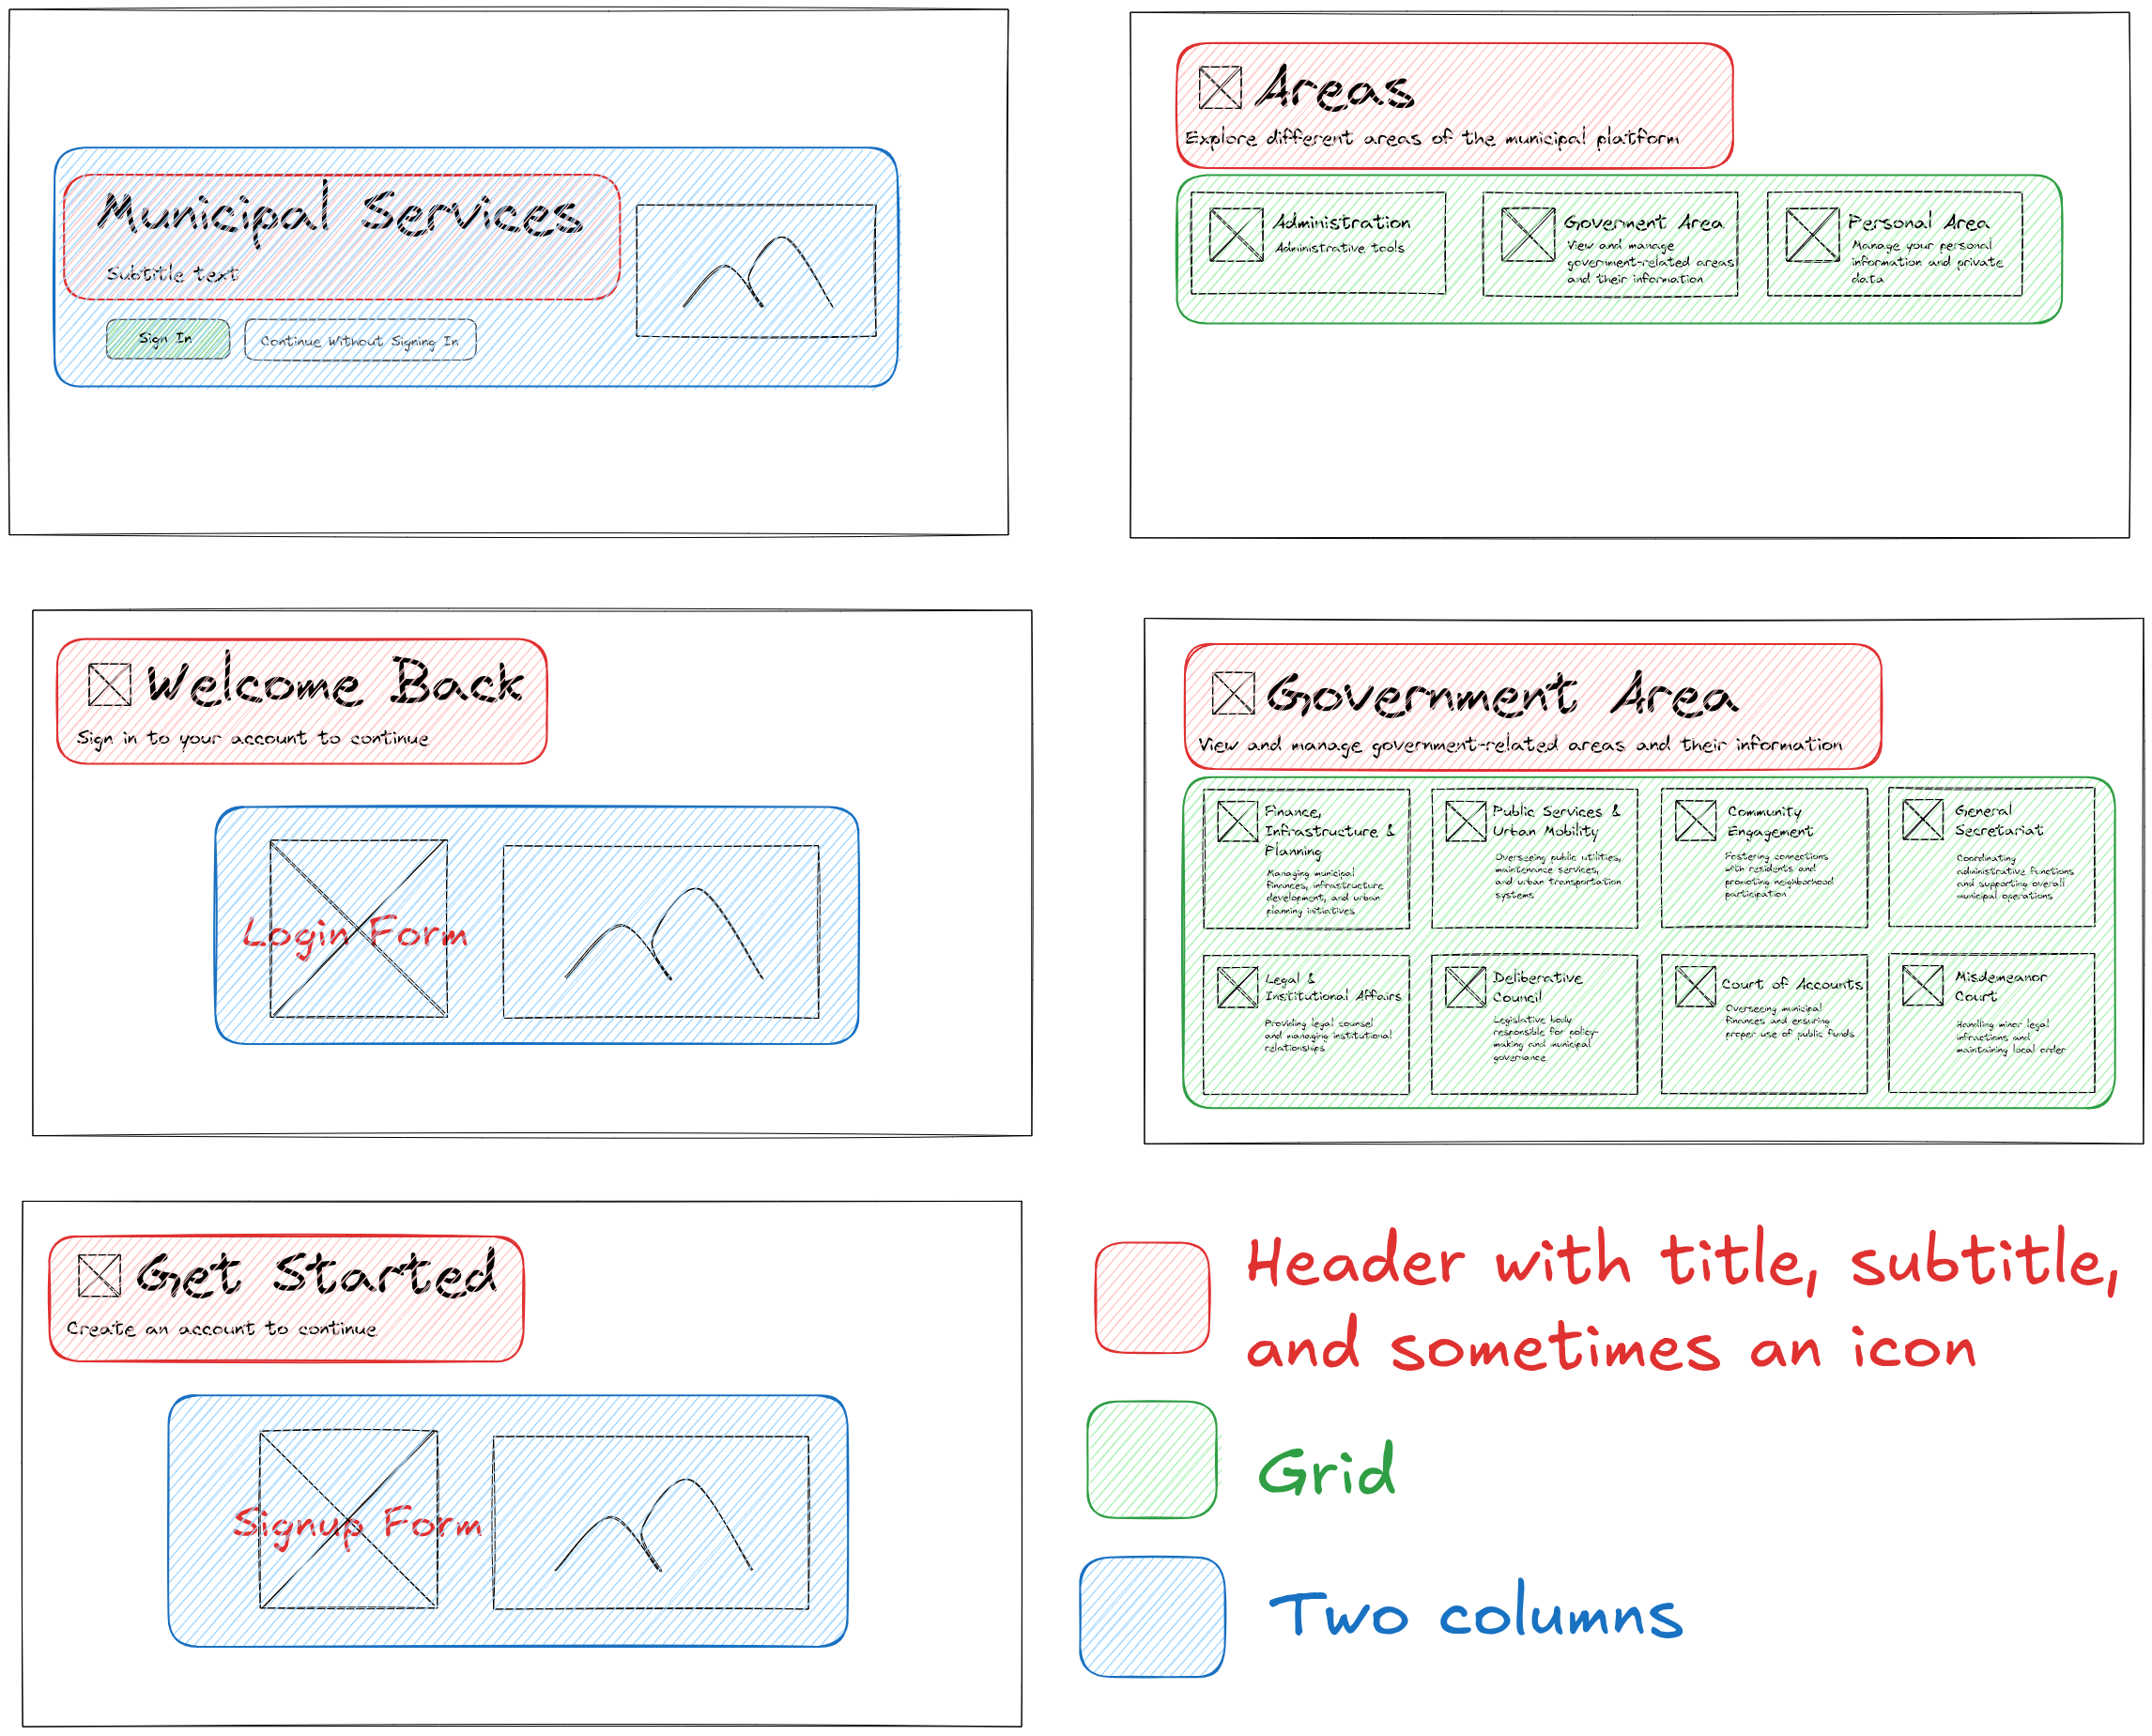 Municipal Services
Subtitle text
Sign In
Continue Without Signing In
Areas
Explore different areas of the municipal platform
Administration
Administrative tools
Goverment Area
View and manage
government-related areas
and their information
Personal Area
Manage your personal
information and private
data
Welcome Back
Sign in to your account to continue
Login Form
Government Area
View and manage government-related areas and their information
Finance,
Infrastructure &
Planning
Managing municipal
finances, infrastructure
development, and urban
planning initiatives
Public Services &
Urban Mobility
Overseeing public utilities,
maintenance services,
and urban transportation
systems
Community
Engagement
Fostering connections
with residents and
promoting neighborhood
participation
General
Secretariat
Coordinating
administrative functions
and supporting overall
municipal operations
Legal &
Institutional Affairs
Providing legal counsel
and managing institutional
relationships
Deliberative
Council
Legislative body
responsible for policy-
making and municipal
governance
Court of Accounts
Overseeing municipal
finances and ensuring
proper use of public funds
Misdemeanor
Court
Handling minor legal
infractions and
maintaining local order
Get Started
Create an account to continue
Signup Form
Header with title, subtitle,
and sometimes an icon
Grid
Two columns